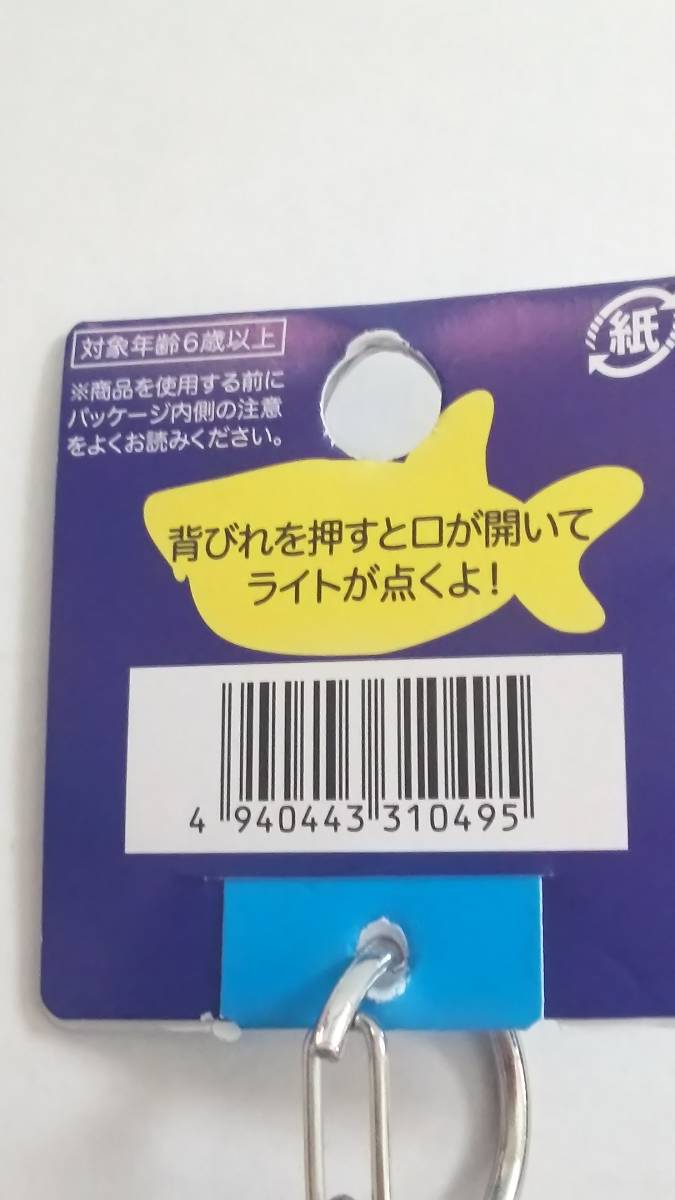 対象年齢6歳以上
紙
※商品を使用する前に
パッケージ内側の注意
をよくお読みください。
背びれを押すと口が開いて
ライトが点くよ!
4 940443 310495